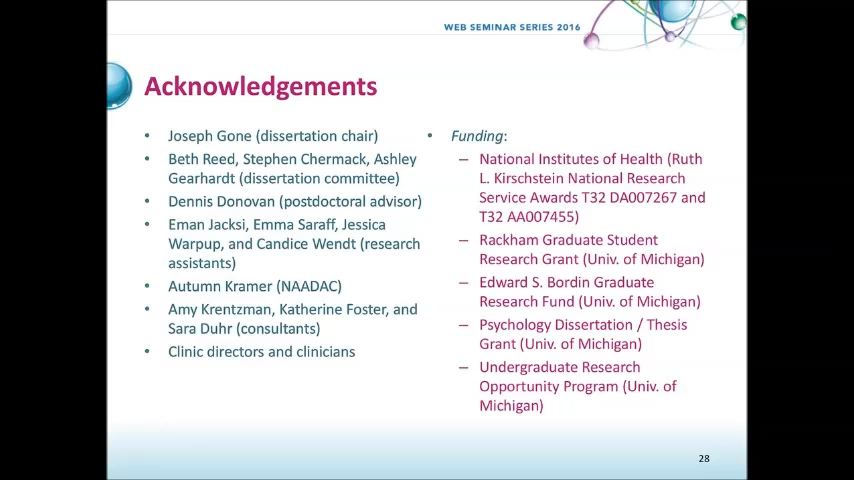 WEB SEMINAR SERIES 2016
Acknowledgements
• Joseph Gone (dissertation chair)
• Beth Reed, Stephen Chermack, Ashley
Gearhardt (dissertation committee)
• Dennis Donovan (postdoctoral advisor)
• Eman Jacksi, Emma Saraff, Jessica
Warpup, and Candice Wendt (research
assistants)
• Autumn Kramer (NAADAC)
• Amy Krentzman, Katherine Foster, and
Sara Duhr (consultants)
• Clinic directors and clinicians
• Funding:
– National Institutes of Health (Ruth
L. Kirschstein National Research
Service Awards T32 DA007267 and
T32 AA007455)
– Rackham Graduate Student
Research Grant (Univ. of Michigan)
– Edward S. Bordin Graduate
Research Fund (Univ. of Michigan)
– Psychology Dissertation / Thesis
Grant (Univ. of Michigan)
– Undergraduate Research
Opportunity Program (Univ. of
Michigan)
28